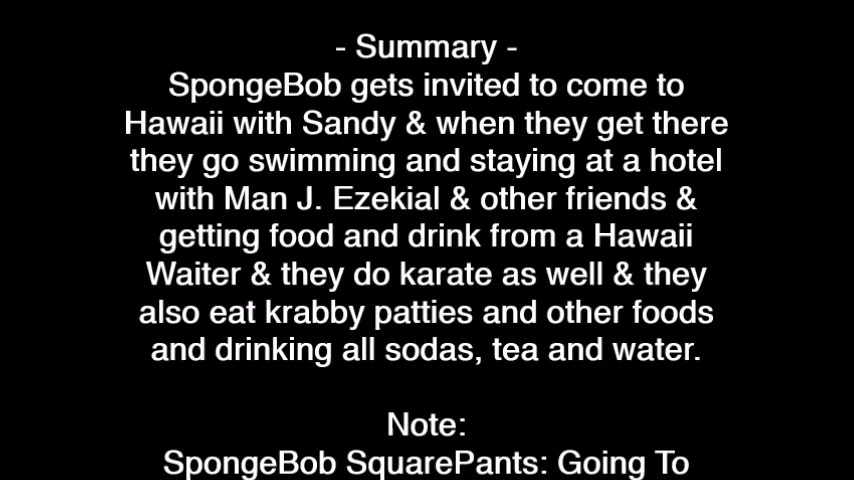 - Summary -
SpongeBob gets invited to come to
Hawaii with Sandy & when they get there
they go swimming and staying at a hotel
with Man J. Ezekial & other friends &
getting food and drink from a Hawaii
Waiter & they do karate as well & they
also eat krabby patties and other foods
and drinking all sodas, tea and water.
Note:
SpongeBob SquarePants: Going To